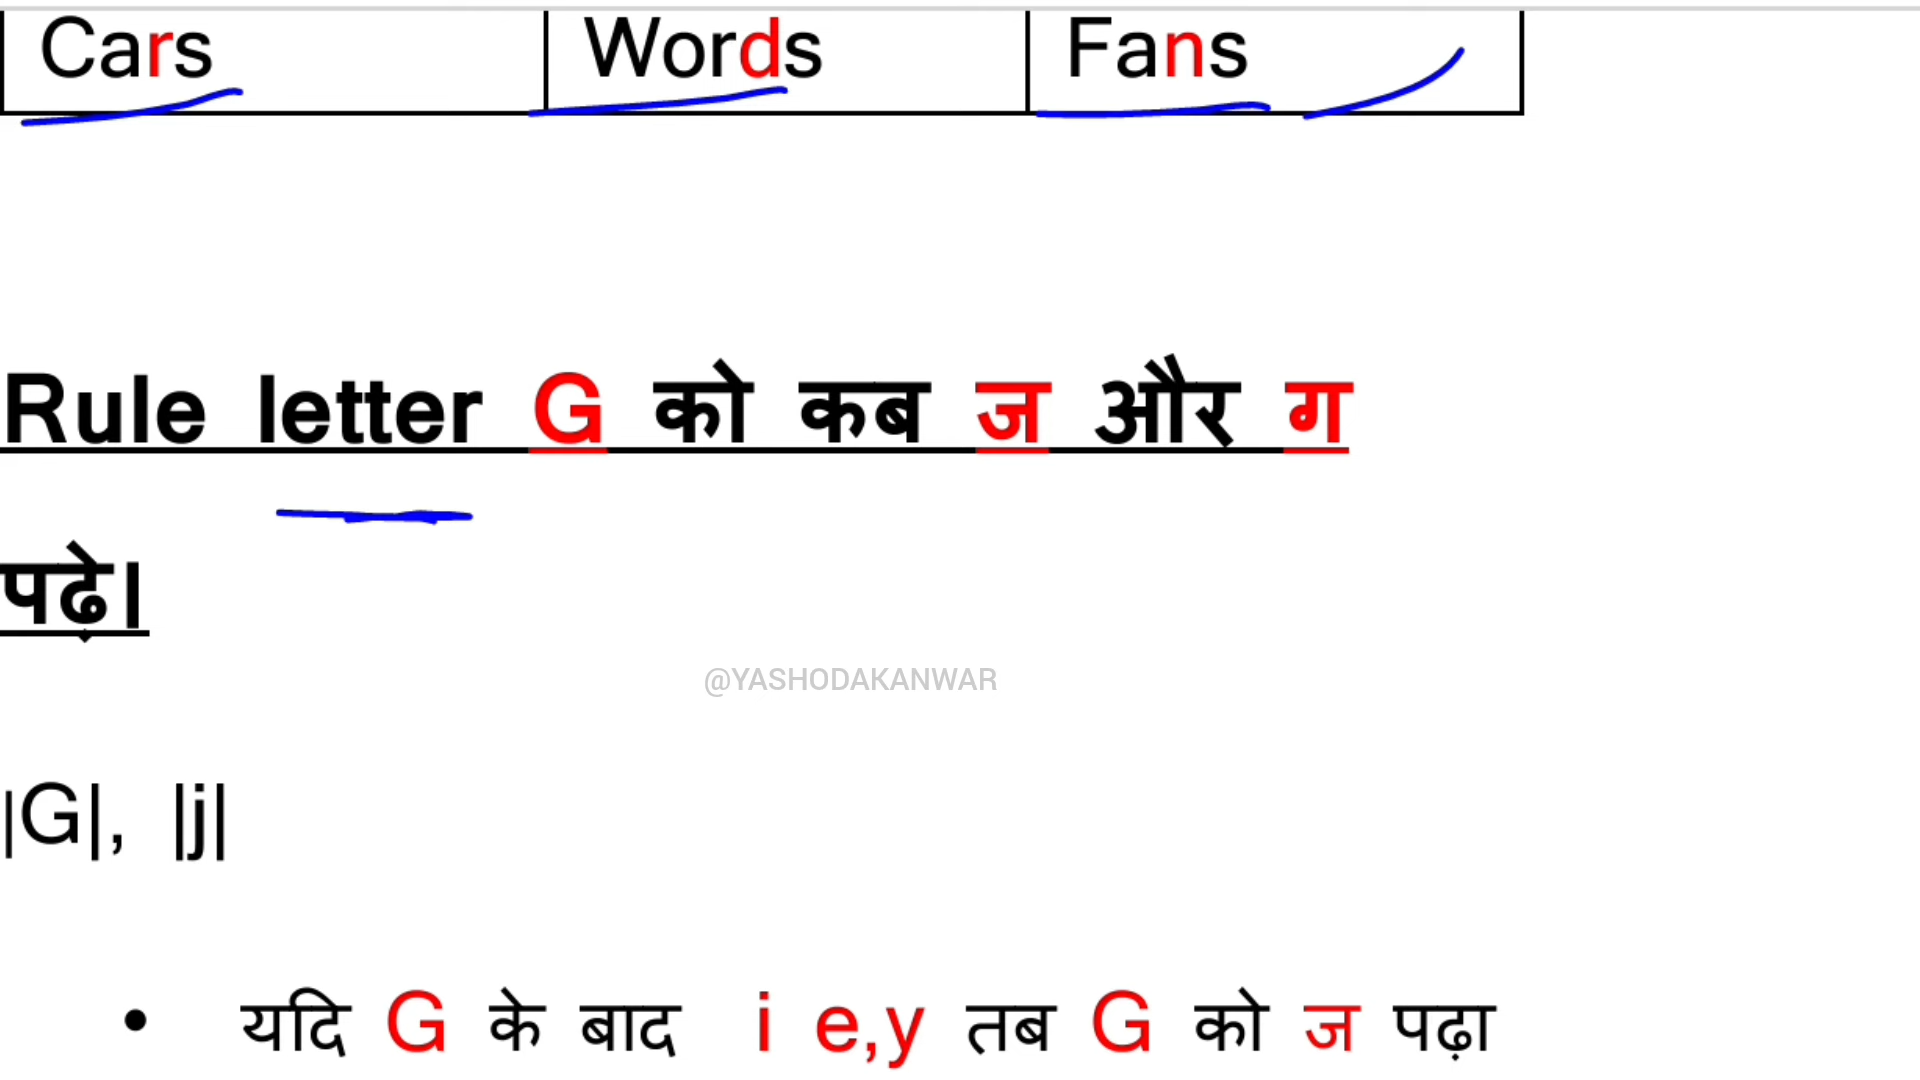 Cars Words Fans
Rule letter G को कब ज और ग
पढ़े।
@YASHODAKANWAR
|G|, |j|
• यदि G के बाद i e,y तब G को ज पढ़ा